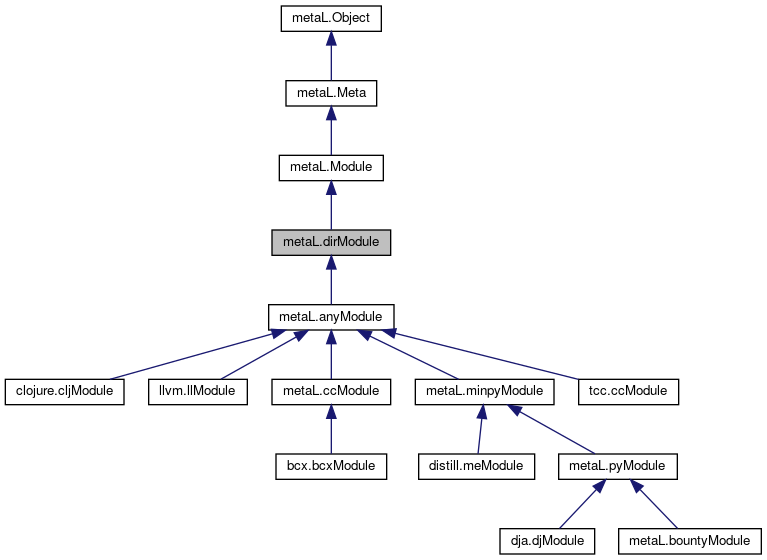 metaL.Object
metaL.Meta
metaL.Module
metaL.dirModule
metaL.anyModule
clojure.cljModule
llvm.llModule
metaL.ccModule
metaL.minpyModule
tcc.ccModule
bcx.bcxModule
distill.meModule
metaL.pyModule
dja.djModule
metaL.bountyModule